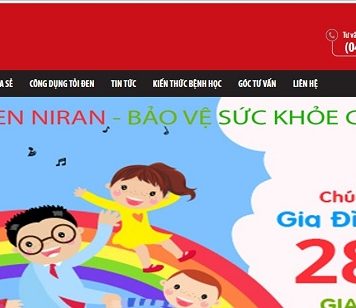 Tư vấ
(04
A SẺ CÔNG DỤNG TỎI ĐEN TIN TỨC KIẾN THỨC BỆNH HỌC GÓC TƯ VẤN LIÊN HỆ
EN NIRAN - BẢO VỆ SỨC KHỎE
Chú
Gia Đì
28
GIA